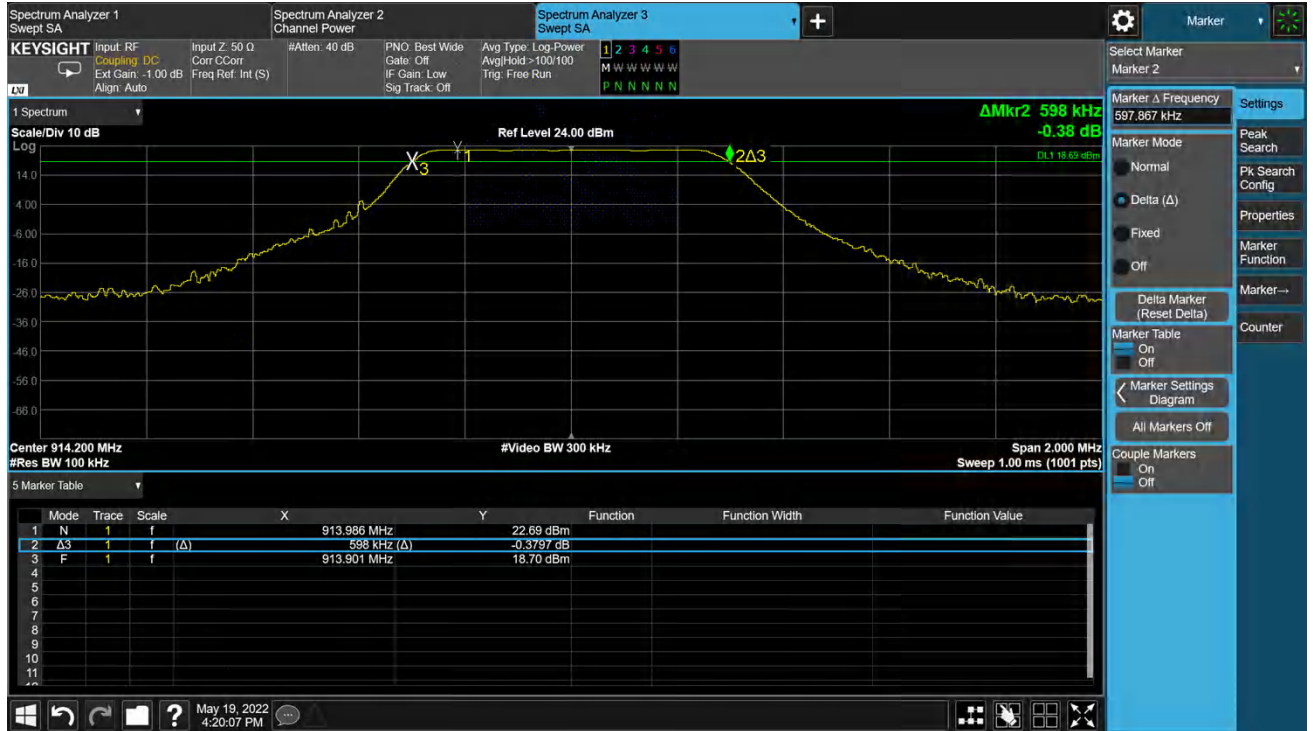 Spectrum Analyzer 1
Swept SA
Spectrum Analyzer 2
Channel Power
Spectrum Analyzer 3
Swept SA
+
Marker
KEYSIGHT
LXI
Input: RF
Coupling: DC
Ext Gain: -1.00 dB
Align: Auto
Input Z: 50 Ω
Corr CCorr
Freq Ref: Int (S)
#Atten: 40 dB
PNO: Best Wide
Gate: Off
IF Gain: Low
Sig Track: Off
Avg Type: Log-Power
Avg|Hold:>100/100
Trig: Free Run
1 2 3 4 5 6
M W W W W W
P N N N N N
Select Marker
Marker 2
1 Spectrum
Scale/Div 10 dB
Log
Ref Level 24.00 dBm
ΔMkr2 598 kHz
-0.38 dB
DL1 18.69 dBm
14.0
4.00
-6.00
-16.0
-26.0
-36.0
-46.0
-56.0
-66.0
3
1
2Δ3
Center 914.200 MHz
#Res BW 100 kHz
#Video BW 300 kHz
Span 2.000 MHz
Sweep 1.00 ms (1001 pts)
5 Marker Table
Mode Trace Scale X Y Function Function Width Function Value
1 N 1 f 913.986 MHz 22.69 dBm
2 Δ3 1 f (Δ) 598 kHz (Δ) -0.3797 dB
3 F 1 f 913.901 MHz 18.70 dBm
4
5
6
7
8
9
10
11
Marker Δ Frequency
597.867 kHz
Marker Mode
Normal
Delta (Δ)
Fixed
Off
Delta Marker
(Reset Delta)
Marker Table
On
Off
Marker Settings
Diagram
All Markers Off
Couple Markers
On
Off
Settings
Peak
Search
Pk Search
Config
Properties
Marker
Function
Marker→
Counter
?
May 19, 2022
4:20:07 PM